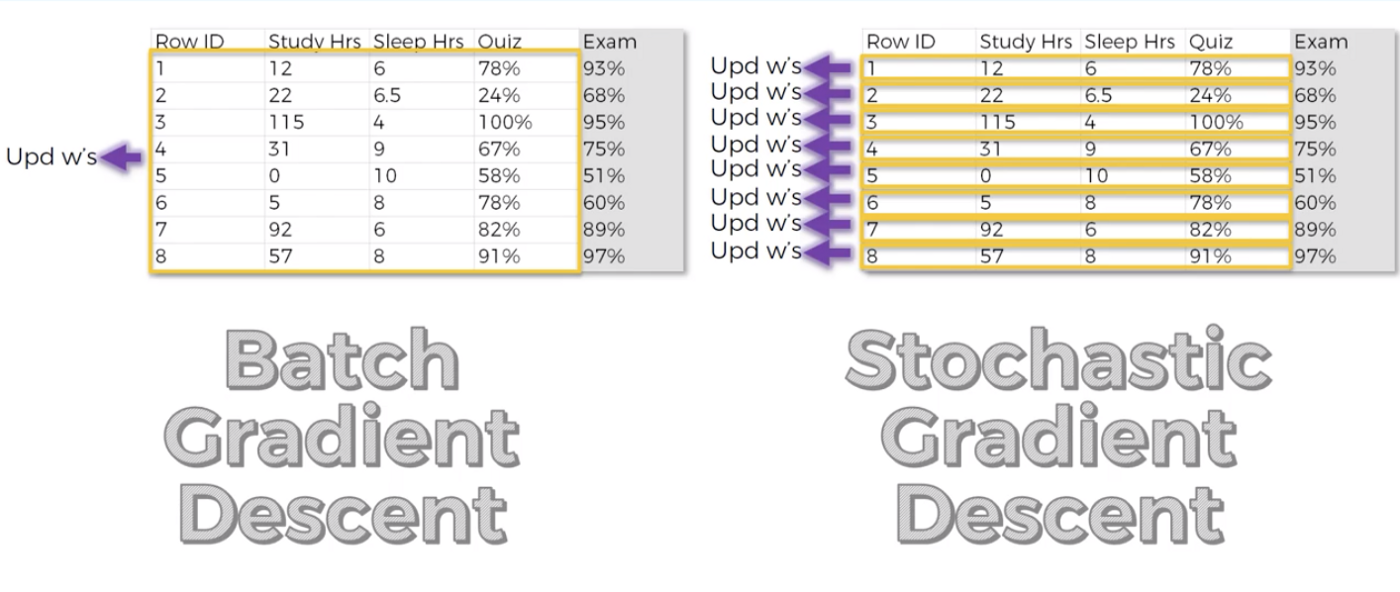 Row ID Study Hrs Sleep Hrs Quiz Exam
1 12 6 78% 93%
2 22 6.5 24% 68%
3 115 4 100% 95%
4 31 9 67% 75%
Upd w's
5 0 10 58% 51%
6 5 8 78% 60%
7 92 6 82% 89%
8 57 8 91% 97%
Batch
Gradient
Descent
Row ID Study Hrs Sleep Hrs Quiz Exam
Upd w's 1 12 6 78% 93%
Upd w's 2 22 6.5 24% 68%
Upd w's 3 115 4 100% 95%
Upd w's 4 31 9 67% 75%
Upd w's 5 0 10 58% 51%
Upd w's 6 5 8 78% 60%
Upd w's 7 92 6 82% 89%
Upd w's 8 57 8 91% 97%
Stochastic
Gradient
Descent